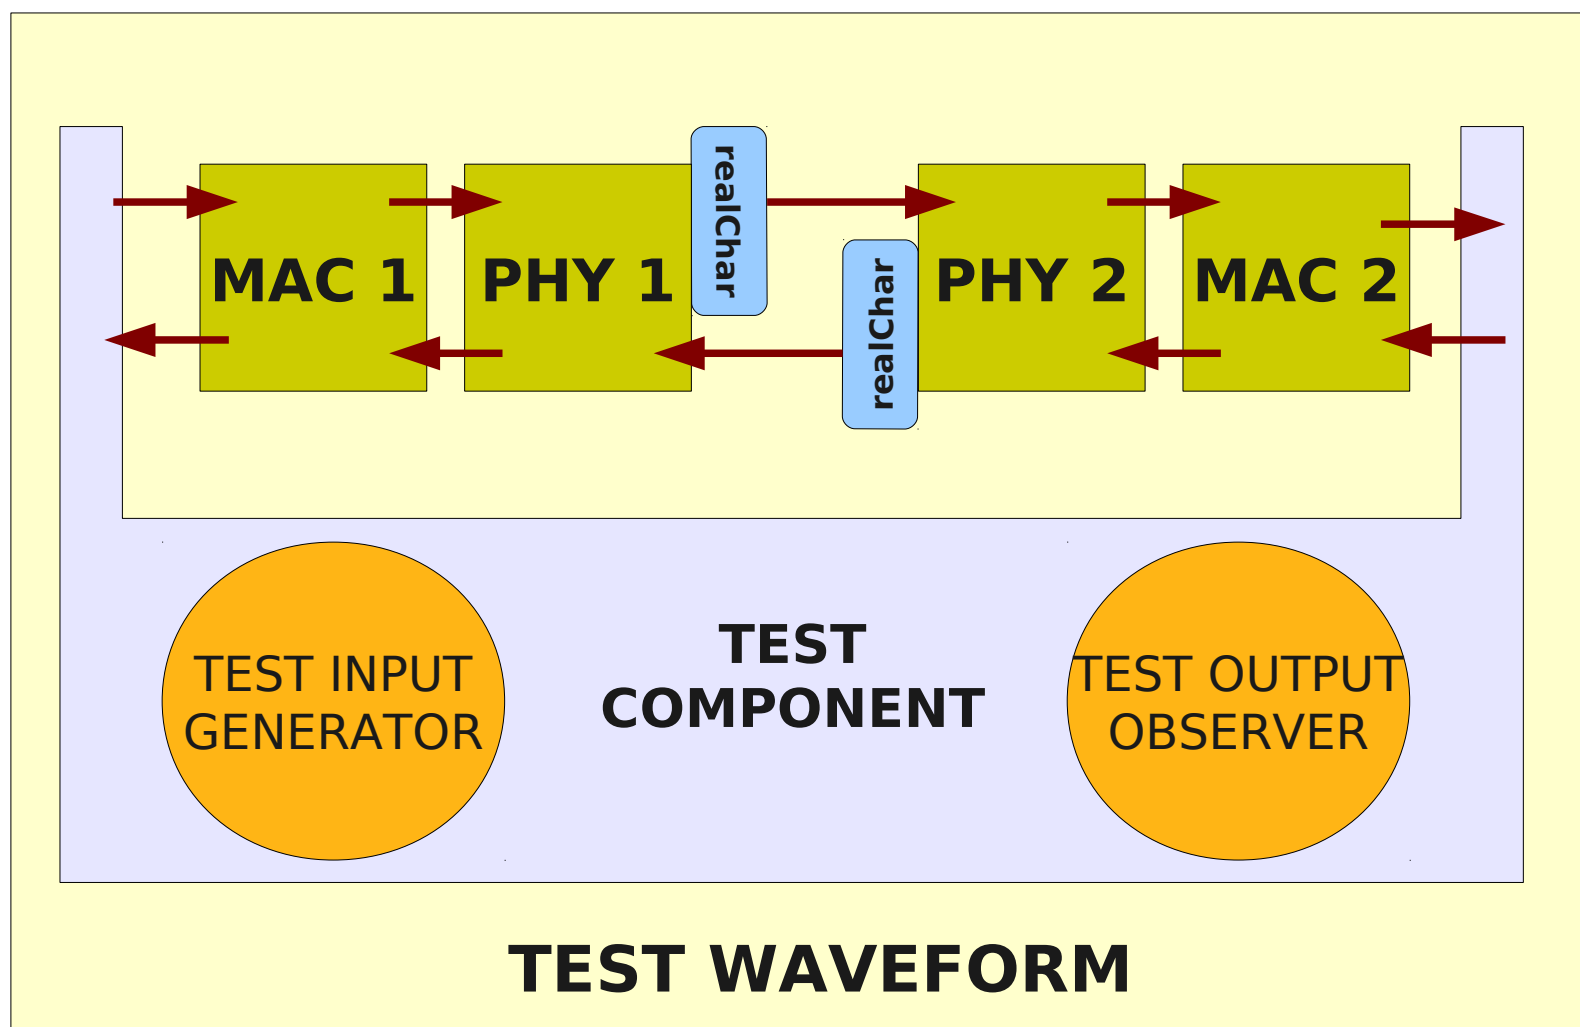 realChar
MAC 1
PHY 1
realChar
PHY 2
MAC 2
TEST INPUT
GENERATOR
TEST
COMPONENT
TEST OUTPUT
OBSERVER
TEST WAVEFORM